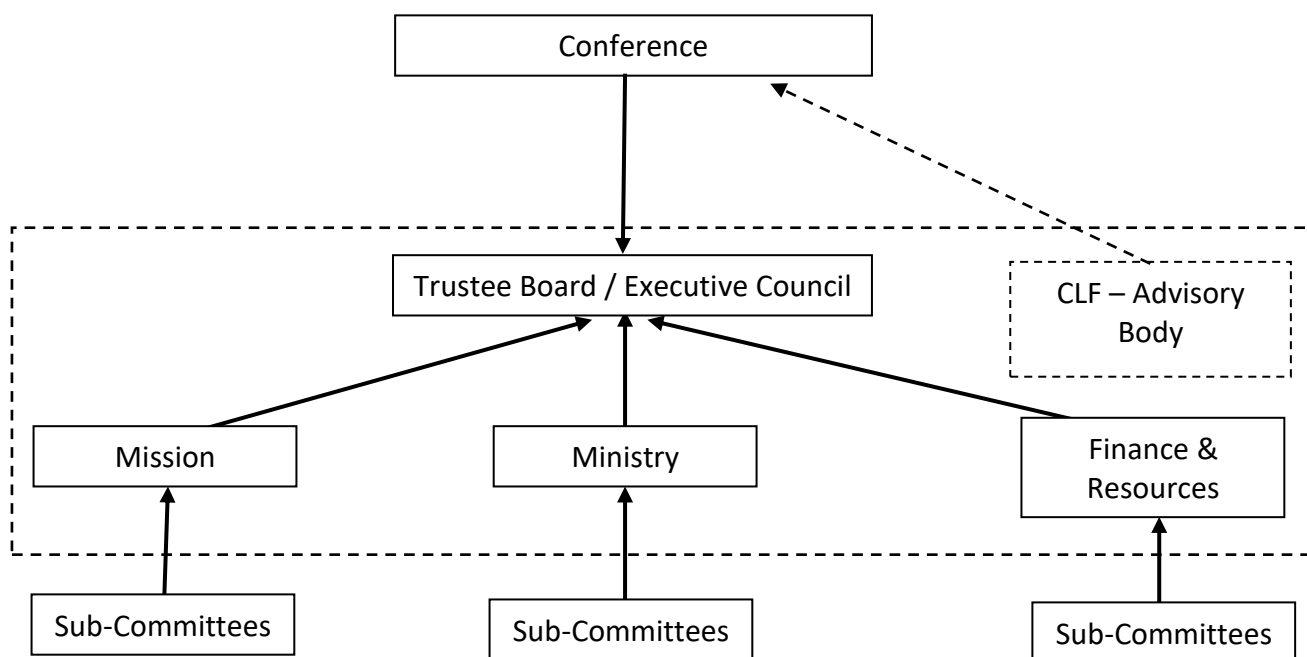 Conference
Trustee Board / Executive Council
CLF – Advisory
Body
Mission
Ministry
Finance &
Resources
Sub-Committees
Sub-Committees
Sub-Committees